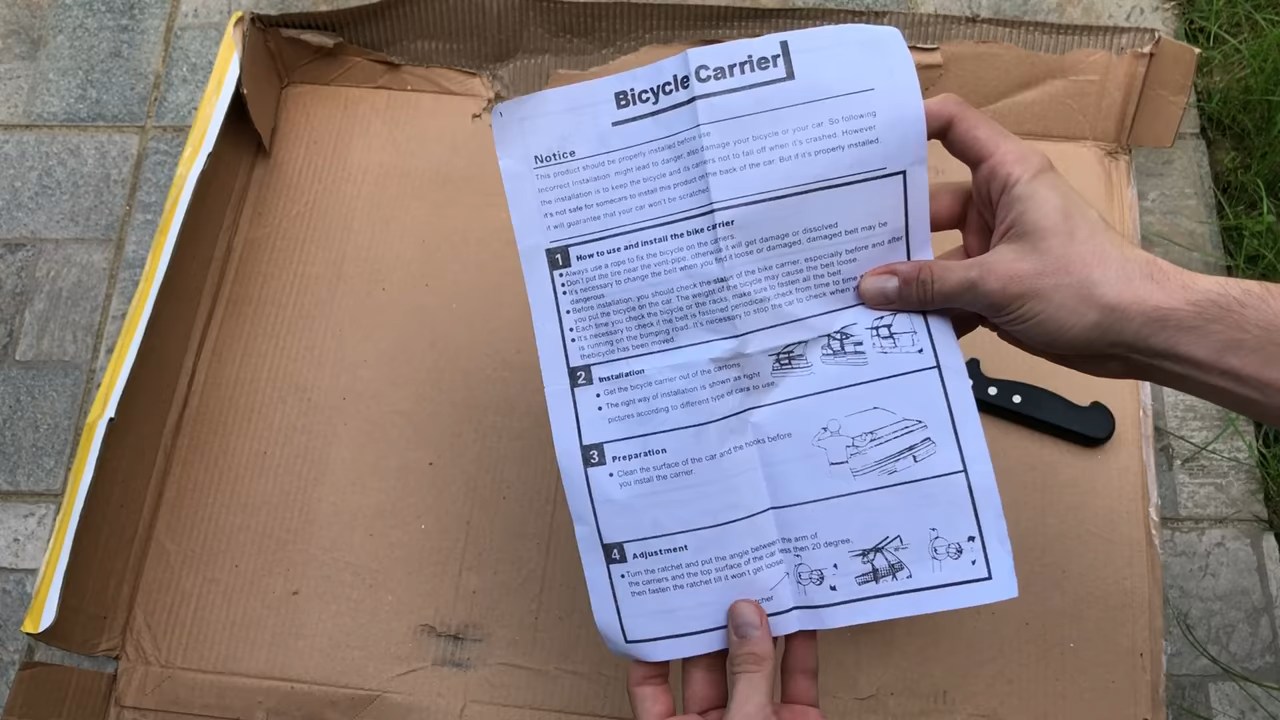 Bicycle Carrier
Notice
This product should be properly installed before use
Incorrect Installation might lead to danger, also damage your bicycle or your car. So following
the installation is to keep the bicycle and its carriers not to fall off when it's crashed. However
it's not safe for somecars to install this product on the back of the car. But if it's properly installed.
it will guarantee that your car won't be scratched
1 How to use and install the bike carrier
● Always use a rope to fix the bicycle on the carriers.
● Don't put the tire near the vent-pipe, otherwise it will get damage or dissolved
● It's necessary to change the belt when you find it loose or damaged, damaged belt may be
dangerous.
● Before installation, you should check the status of the bike carrier, especially before and after
you put the bicycle on the car. The weight of the bicycle may cause the belt loose.
● Each time you check the bicycle or the racks, make sure to fasten all the belt
● It's necessary to check if the belt is fastened periodically, check from time to time
is running on the bumping road. It's necessary to stop the car to check when
thebicycle has been moved.
2 Installation
● Get the bicycle carrier out of the cartons.
● The right way of installation is shown as right
pictures according to different type of cars to use.
3 Preparation
● Clean the surface of the car and the hooks before
you install the carrier.
4 Adjustment
● Turn the ratchet and put the angle between the arm of
the carriers and the top surface of the car less then 20 degree,
then fasten the ratchet till it won't get loose